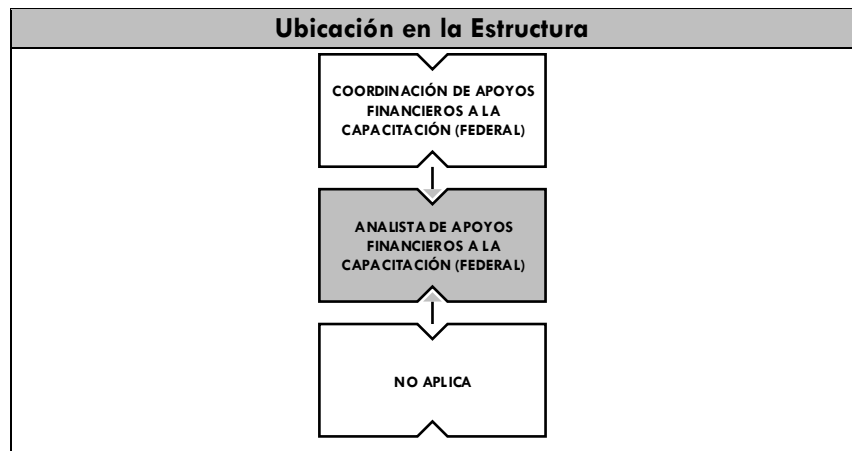 Ubicación en la Estructura
COORDINACIÓN DE APOYOS
FINANCIEROS A LA
CAPACITACIÓN (FEDERAL)
ANALISTA DE APOYOS
FINANCIEROS A LA
CAPACITACIÓN (FEDERAL)
NO APLICA